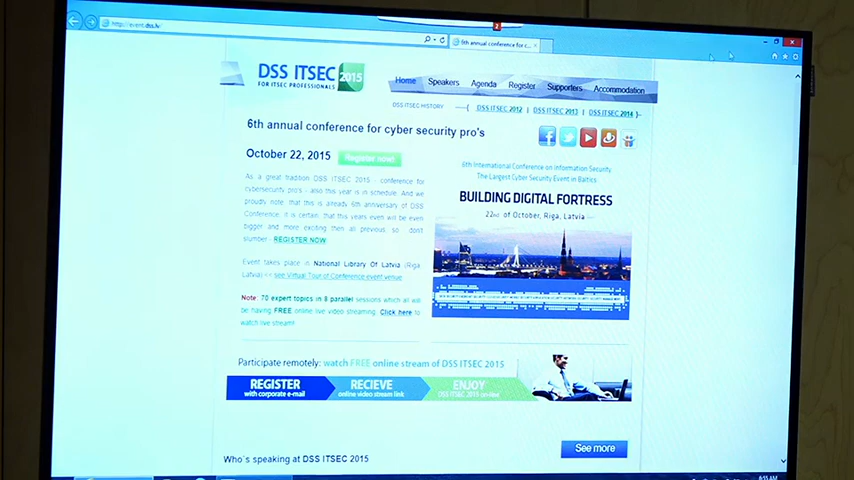 http://event.dss.lv/
6th annual conference for c...
2
DSS ITSEC 2015
FOR ITSEC PROFESSIONALS
Home Speakers Agenda Register Supporters Accommodation
DSS ITSEC HISTORY DSS ITSEC 2012 | DSS ITSEC 2013 | DSS ITSEC 2014
6th annual conference for cyber security pro's
October 22, 2015 Register now!
As a great tradition DSS ITSEC 2015 - conference for
cybersecurity pro's - also this year is in schedule. And we
proudly note that this is already 6th anniversary of DSS
Conference. It is certain, that this years even will be even
bigger and more exciting then all previous, so don't
slumber - REGISTER NOW
Event takes place in National Library Of Latvia (Riga,
Latvia) << see Virtual Tour of Conference event venue
Note: 70 expert topics in 8 parallel sessions which all will
be having FREE online live video streaming. Click here to
watch live stream!
6th International Conference on Information Security
The Largest Cyber Security Event in Baltics
BUILDING DIGITAL FORTRESS
22nd of October, Riga, Latvia
Participate remotely: watch FREE online stream of DSS ITSEC 2015
REGISTER
with corporate e-mail
RECIEVE
online video stream link
ENJOY
DSS ITSEC 2015 on-line
See more
Who's speaking at DSS ITSEC 2015
6:55 AM